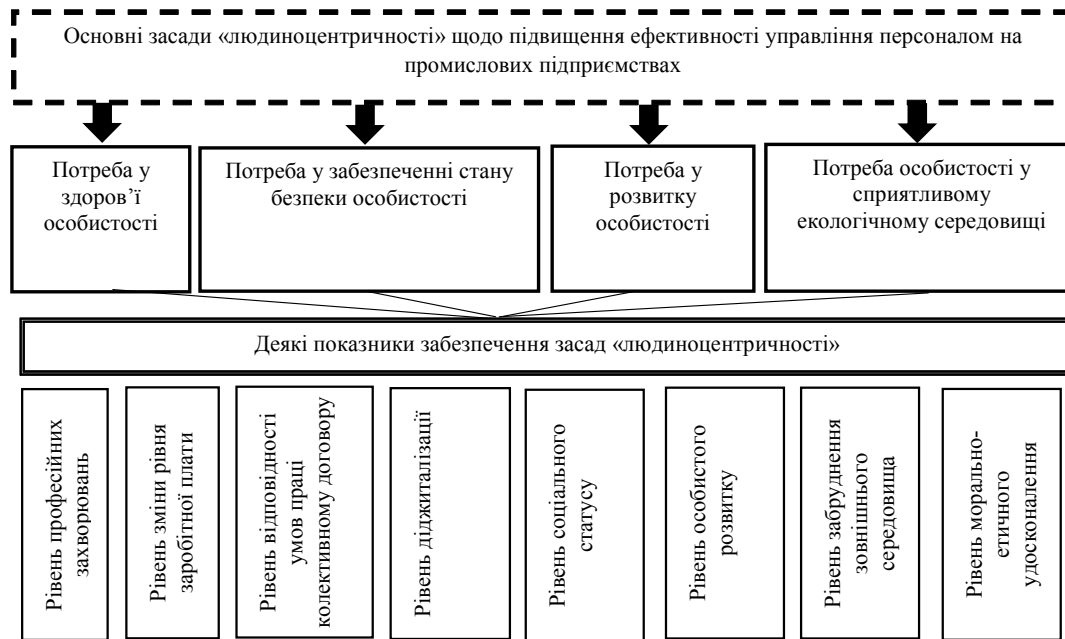 Основні засади «людиноцентричності» щодо підвищення ефективності управління персоналом на
промислових підприємствах
Потреба у
здоров’ї
особистості
Потреба у забезпеченні стану
безпеки особистості
Потреба у
розвитку
особистості
Потреба особистості у
сприятливому
екологічному середовищі
Деякі показники забезпечення засад «людиноцентричності»
Рівень професійних
захворювань
Рівень зміни рівня
заробітної плати
Рівень відповідності
умов праці
колективному договору
Рівень діджиталізації
Рівень соціального
статусу
Рівень особистого
розвитку
Рівень забруднення
зовнішнього
середовища
Рівень морально-
етичного
удосконалення